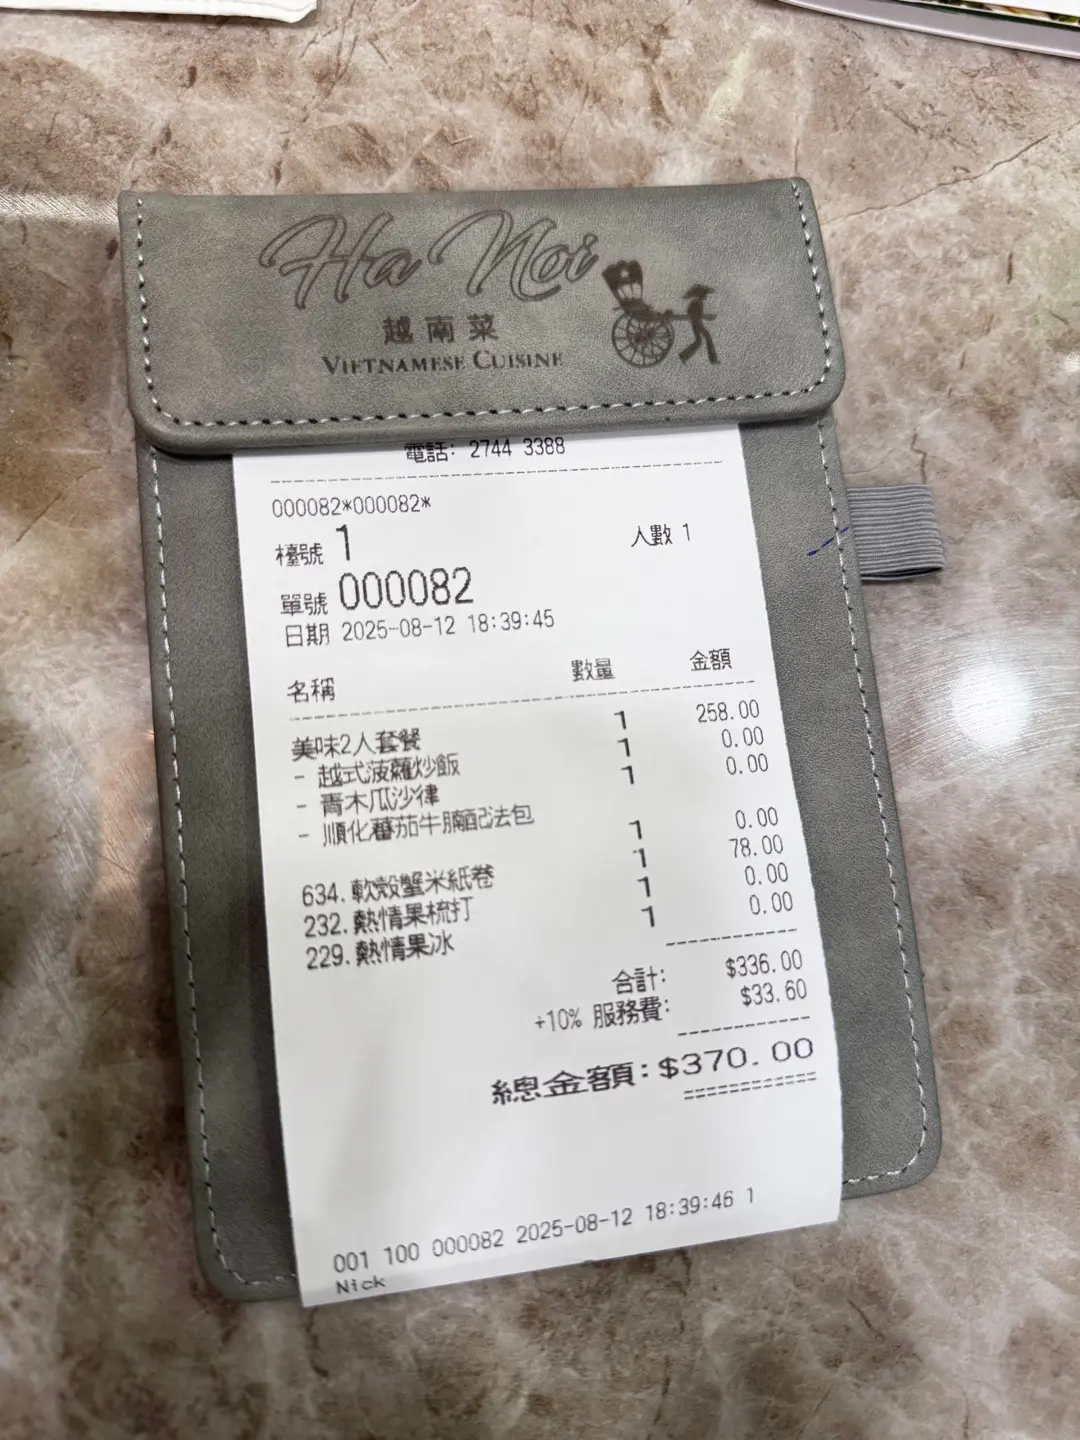 Ha Noi
越南菜
VIETNAMESE CUISINE
電話: 2744 3388
000082*000082*
檯號 1 人數 1
單號 000082
日期 2025-08-12 18:39:45
名稱 數量 金額
美味2人套餐 1 258.00
- 越式菠蘿炒飯 1 0.00
- 青木瓜沙律 1 0.00
- 順化蕃茄牛腩配法包 1 0.00
634. 軟殼蟹米紙卷 1 78.00
232. 熱情果梳打 1 0.00
229. 熱情果冰 1 0.00
合計: $336.00
+10% 服務費: $33.60
總金額: $370.00
001 100 000082 2025-08-12 18:39:46 1
Nick